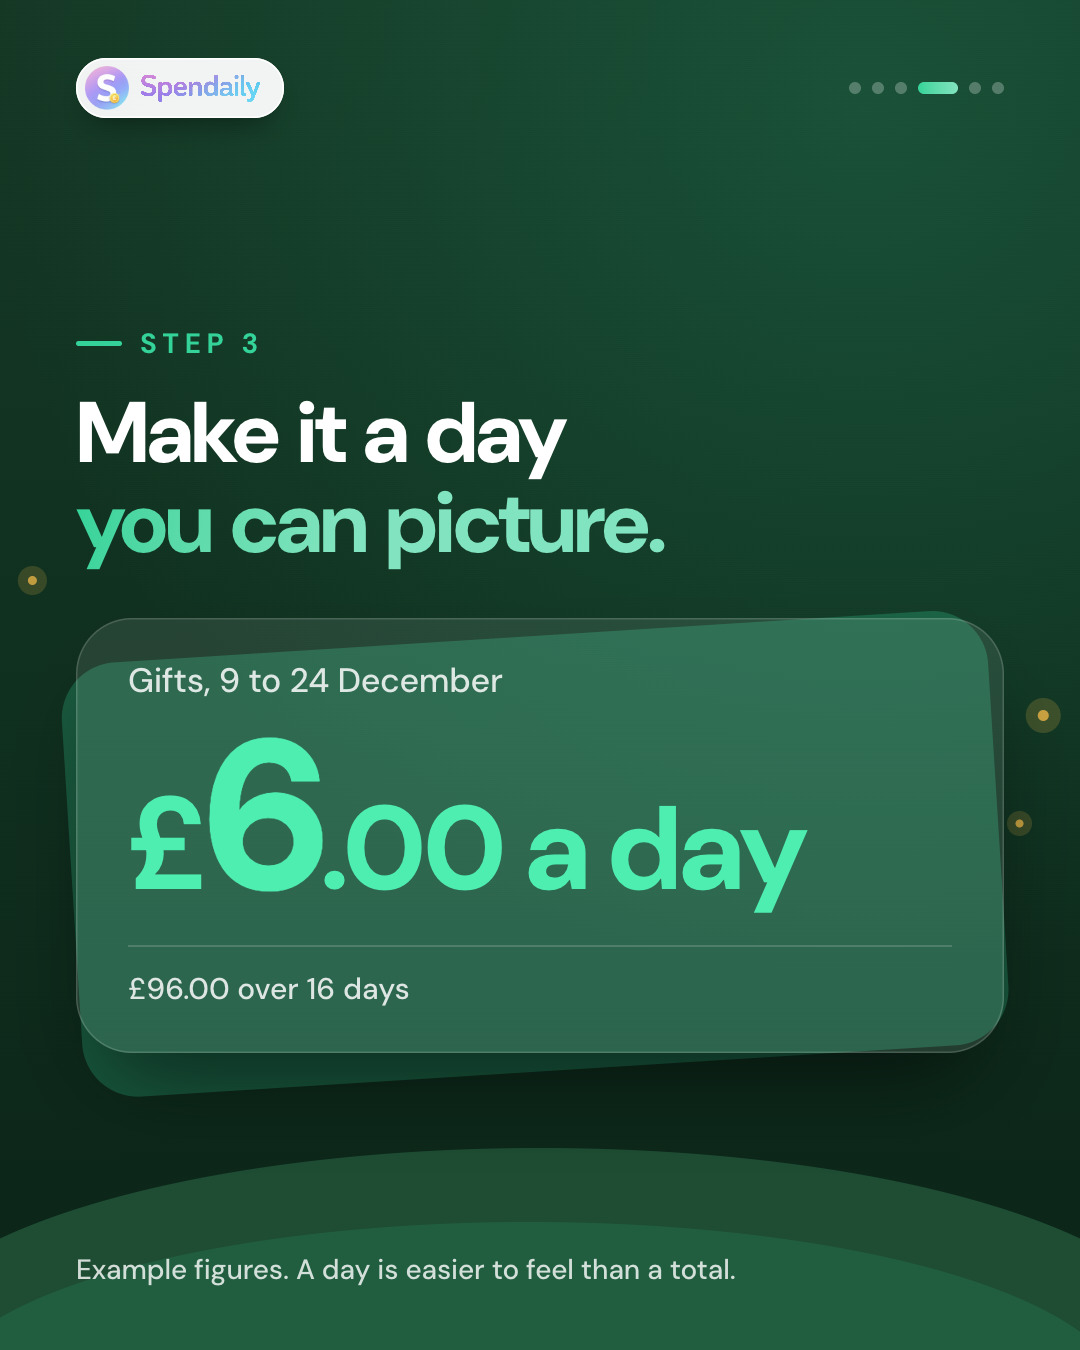 Spendaily
STEP 3
Make it a day
you can picture.
Gifts, 9 to 24 December
£6.00 a day
£96.00 over 16 days
Example figures. A day is easier to feel than a total.